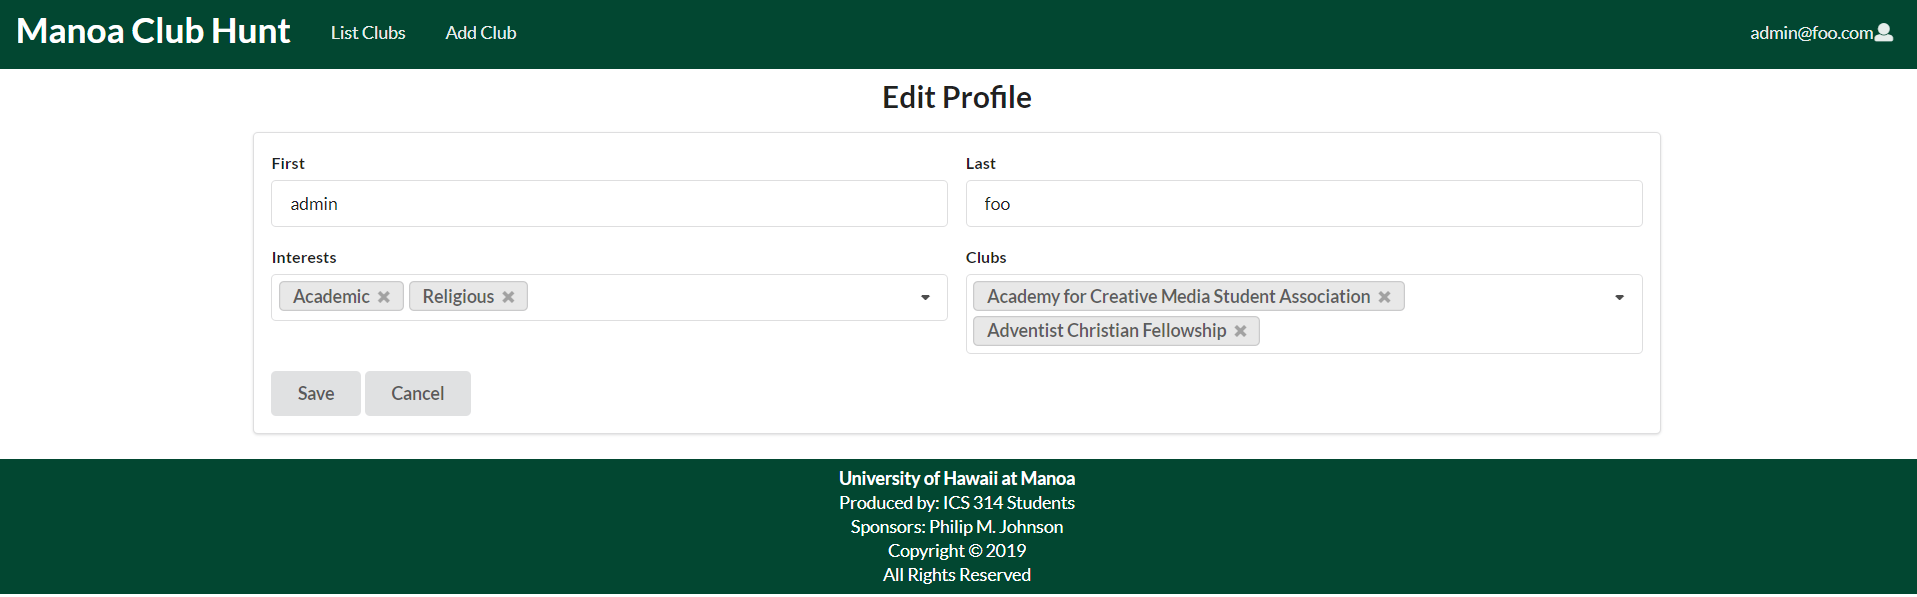 Manoa Club Hunt List Clubs Add Club admin@foo.com
Edit Profile
First Last
admin foo
Interests Clubs
Academic Religious Academy for Creative Media Student Association
Adventist Christian Fellowship
Save Cancel
University of Hawaii at Manoa
Produced by: ICS 314 Students
Sponsors: Philip M. Johnson
Copyright © 2019
All Rights Reserved